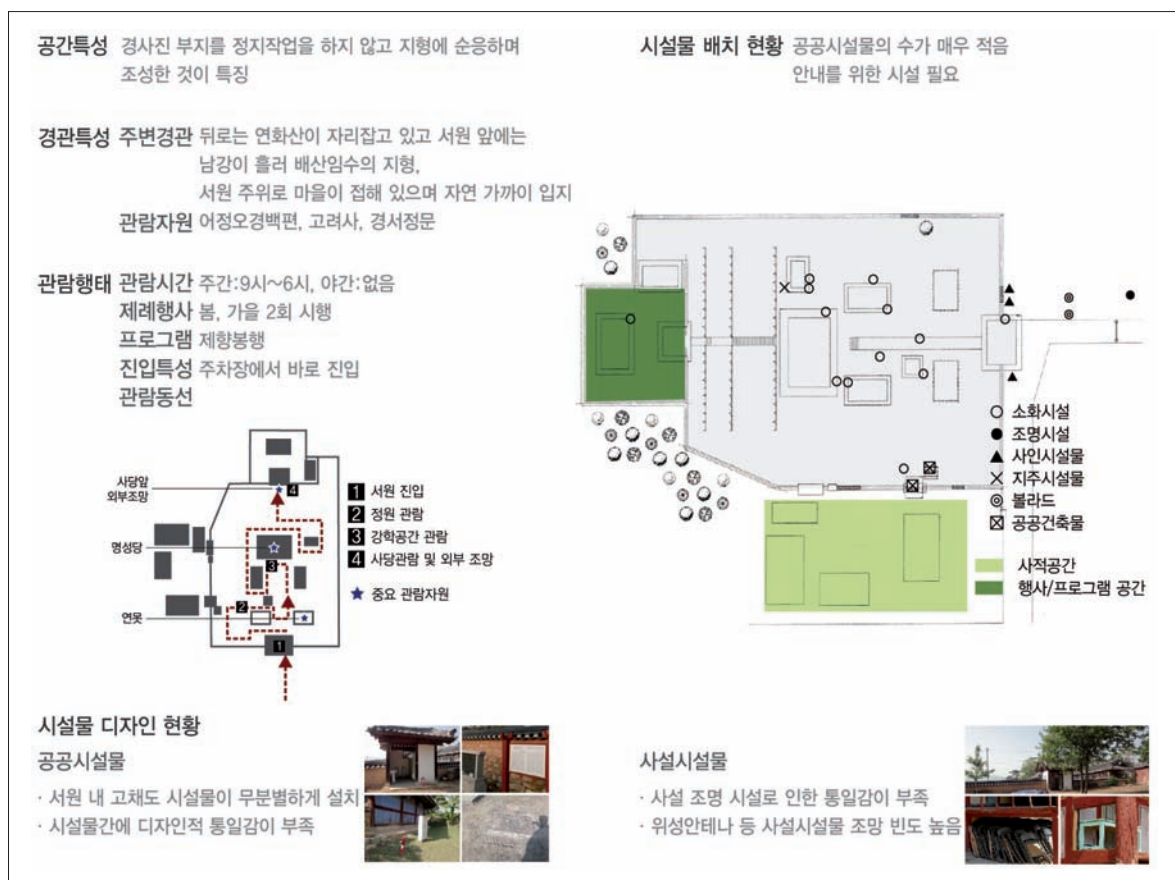 공간특성 경사진 부지를 정지작업을 하지 않고 지형에 순응하며
조성한 것이 특징
경관특성 주변경관 뒤로는 연화산이 자리잡고 있고 서원 앞에는
남강이 흘러 배산임수의 지형,
서원 주위로 마을이 접해 있으며 자연 가까이 입지
관람자원 어정오경백편, 고려사, 경서정문
관람행태 관람시간 주간:9시~6시, 야간:없음
제례행사 봄, 가을 2회 시행
프로그램 제향봉행
진입특성 주차장에서 바로 진입
관람동선
사당앞
외부조망
명성당
연못
4
3
2
1
1 서원 진입
2 정원 관람
3 강학공간 관람
4 사당관람 및 외부 조망
★ 중요 관람자원
시설물 배치 현황 공공시설물의 수가 매우 적음
안내를 위한 시설 필요
소화시설
조명시설
사인시설물
지주시설물
볼라드
공공건축물
사적공간
행사/프로그램 공간
시설물 디자인 현황
공공시설물
· 서원 내 고채도 시설물이 무분별하게 설치
· 시설물간에 디자인적 통일감이 부족
사설시설물
· 사설 조명 시설로 인한 통일감이 부족
· 위성안테나 등 사설시설물 조망 빈도 높음